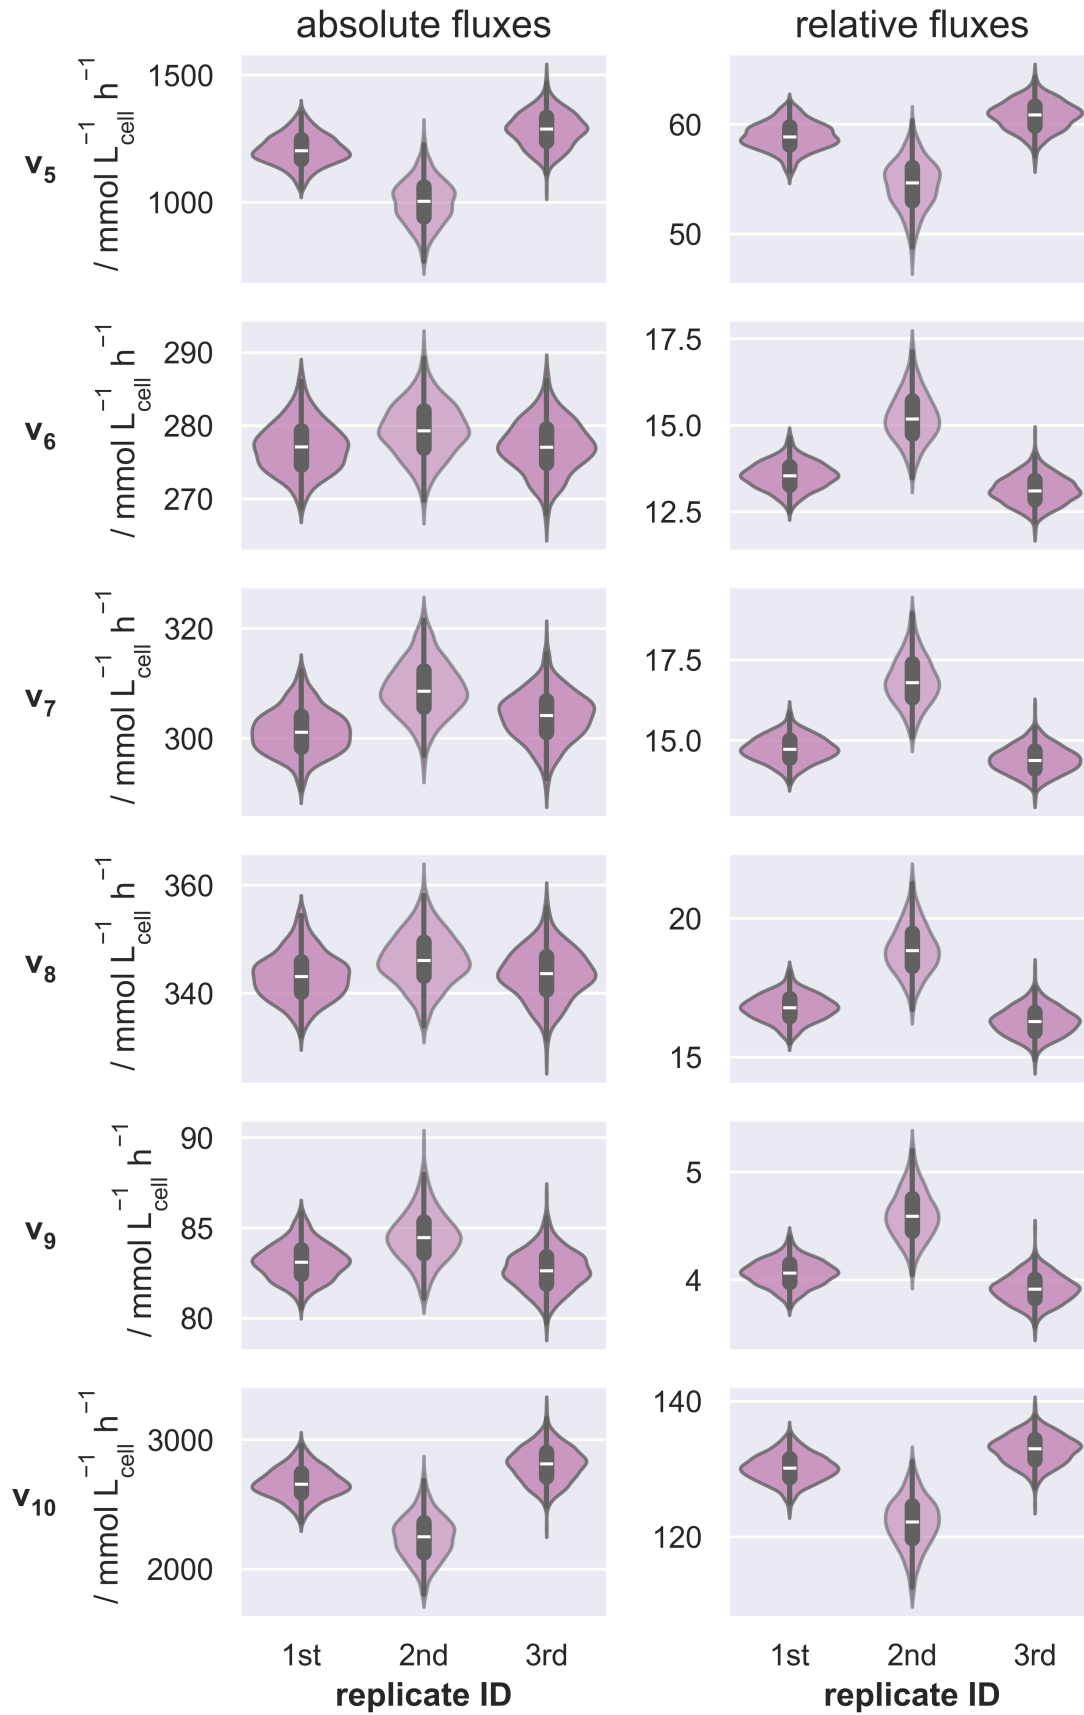 absolute fluxes
relative fluxes
v5
/ mmol L−1cell h−1
1500
1000
60
50
v6
/ mmol L−1cell h−1
290
280
270
17.5
15.0
12.5
v7
/ mmol L−1cell h−1
320
300
17.5
15.0
v8
/ mmol L−1cell h−1
360
340
20
15
v9
/ mmol L−1cell h−1
90
85
80
5
4
v10
/ mmol L−1cell h−1
3000
2000
140
120
1st 2nd 3rd
replicate ID
1st 2nd 3rd
replicate ID